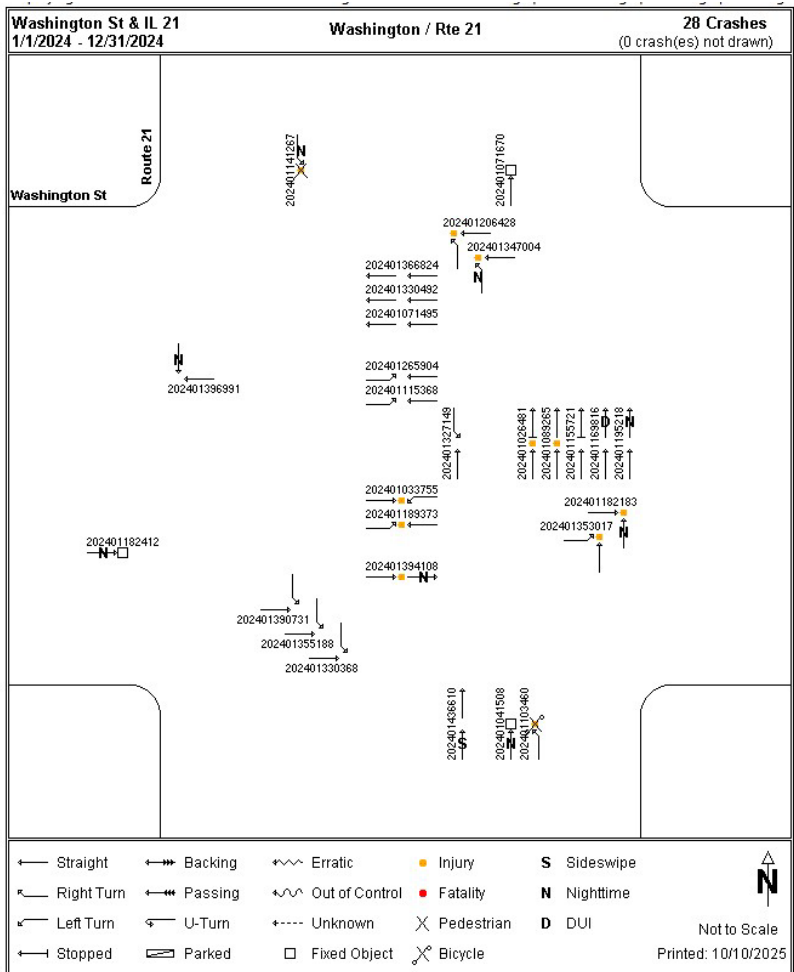 Washington St & IL 21
1/1/2024 - 12/31/2024
Washington / Rte 21
28 Crashes
(0 crash(es) not drawn)
Route 21
Washington St
202401141267
N
202401071670
202401206428
202401347004
N
202401366824
202401330492
202401071495
N
202401396991
202401265904
202401115368
202401327149
202401026481
202401089265
202401155721
202401169816
D
202401195218
N
202401033755
202401189373
202401182183
N
202401353017
202401182412
N
202401394108
N
202401390731
202401355188
202401330368
202401436610
S
202401041508
N
202401103460
Straight
Backing
Erratic
Injury
S Sideswipe
Right Turn
Passing
Out of Control
Fatality
N Nighttime
Left Turn
U-Turn
Unknown
Pedestrian
D DUI
Stopped
Parked
Fixed Object
Bicycle
N
Not to Scale
Printed: 10/10/2025